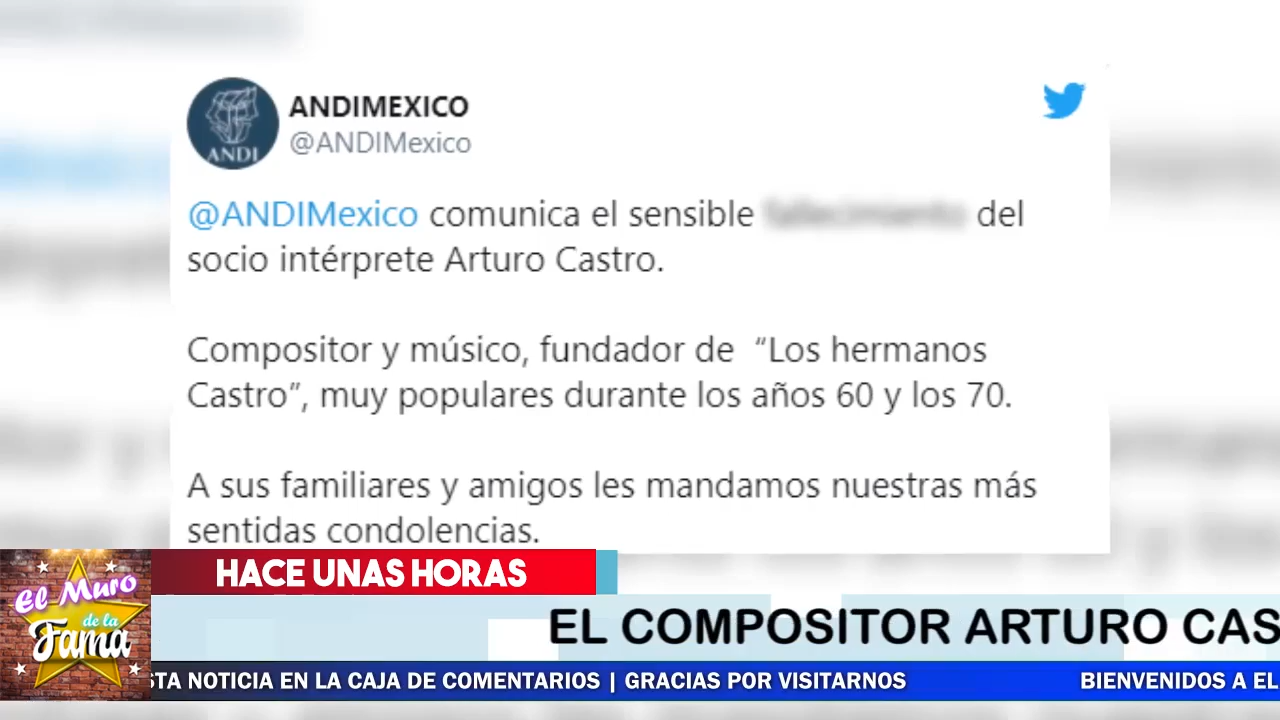 ANDI
ANDIMEXICO
@ANDIMexico
@ANDIMexico comunica el sensible del
socio intérprete Arturo Castro.
Compositor y músico, fundador de “Los hermanos
Castro”, muy populares durante los años 60 y los 70.
A sus familiares y amigos les mandamos nuestras más
sentidas condolencias.
HACE UNAS HORAS
El Muro
de la
Fama
EL COMPOSITOR ARTURO CAS
STA NOTICIA EN LA CAJA DE COMENTARIOS | GRACIAS POR VISITARNOS BIENVENIDOS A EL